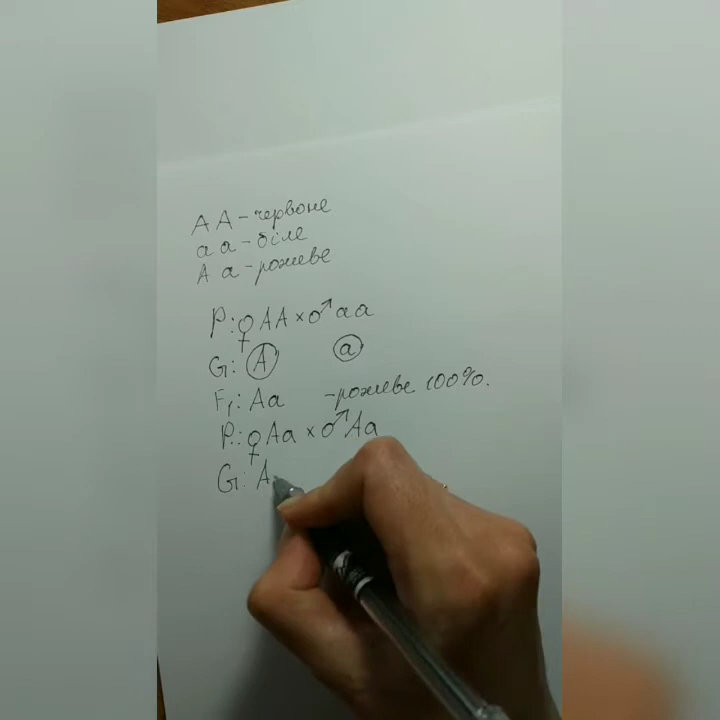 АА - червоне
аа - біле
Аа - рожеве
P: ♀ АА × ♂ аа
G: А а
F₁: Аа - рожеве 100%.
P: ♀ Аа × ♂ Аа
G: А